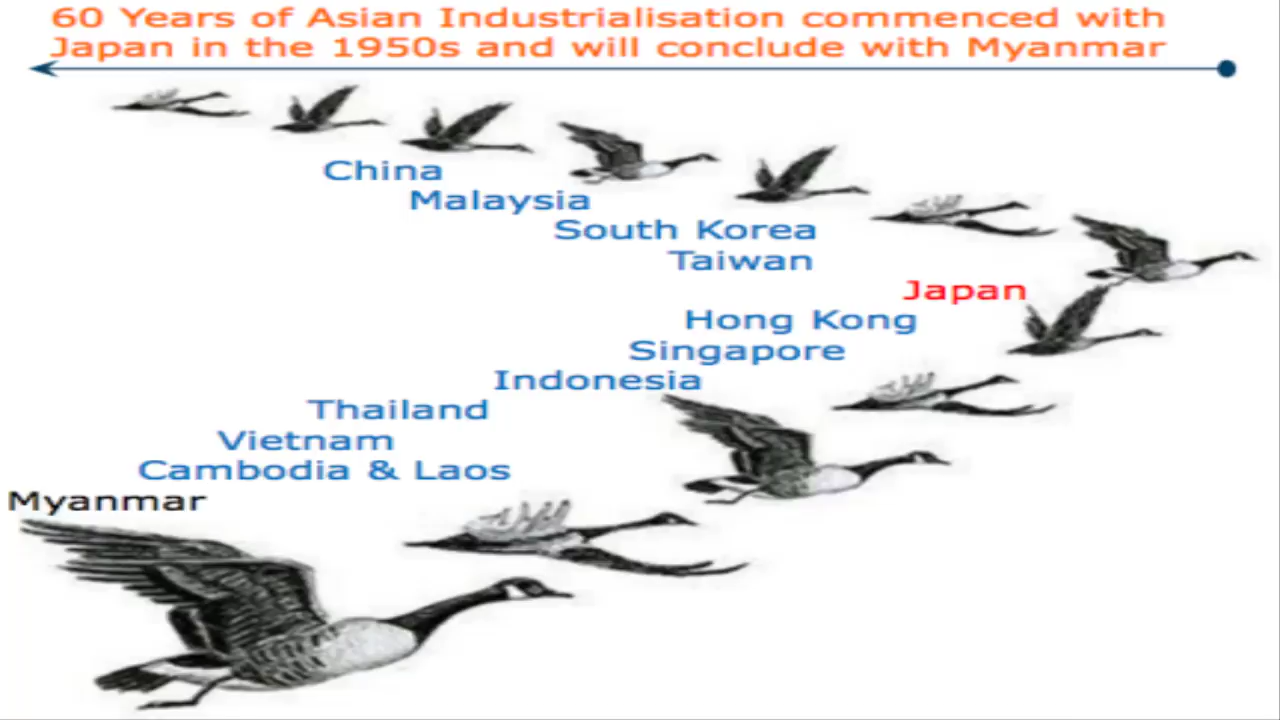 60 Years of Asian Industrialisation commenced with
Japan in the 1950s and will conclude with Myanmar
China
Malaysia
South Korea
Taiwan
Japan
Hong Kong
Singapore
Indonesia
Thailand
Vietnam
Cambodia & Laos
Myanmar